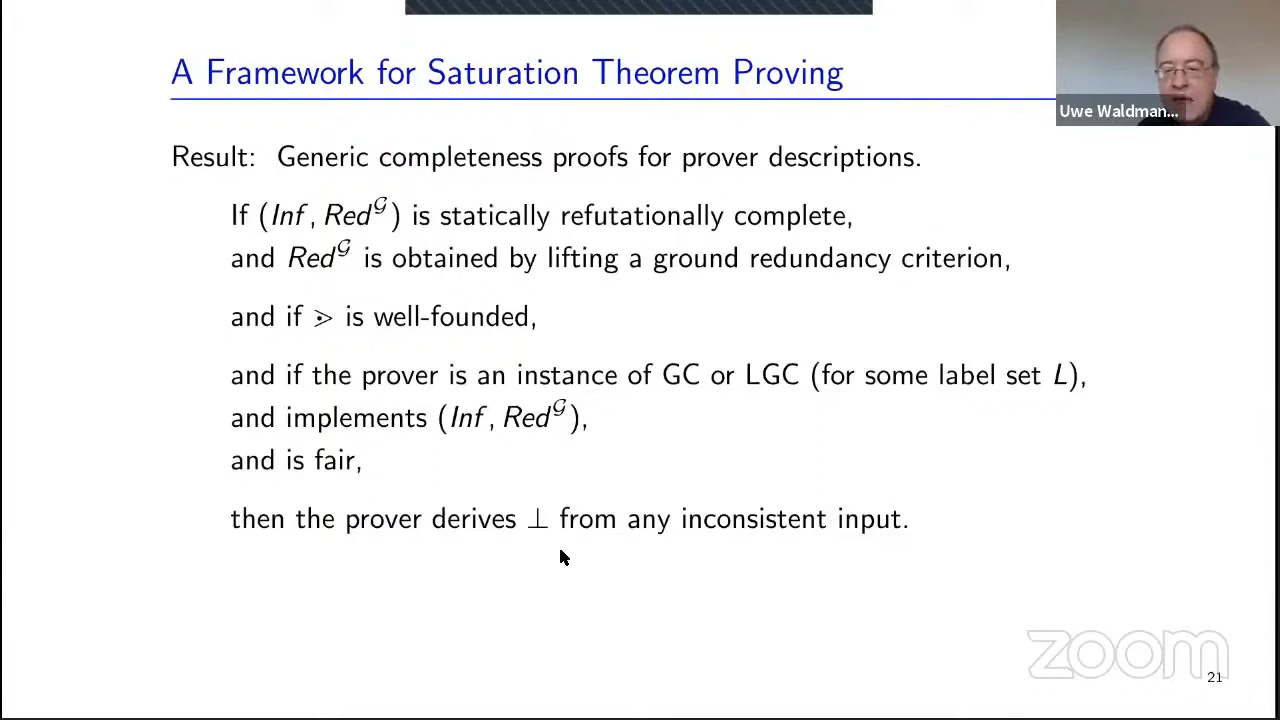 A Framework for Saturation Theorem Proving
Uwe Waldman...
Result: Generic completeness proofs for prover descriptions.
If (Inf, Red^𝒢) is statically refutationally complete,
and Red^𝒢 is obtained by lifting a ground redundancy criterion,
and if ⋗ is well-founded,
and if the prover is an instance of GC or LGC (for some label set L),
and implements (Inf, Red^𝒢),
and is fair,
then the prover derives ⊥ from any inconsistent input.
zoom
21